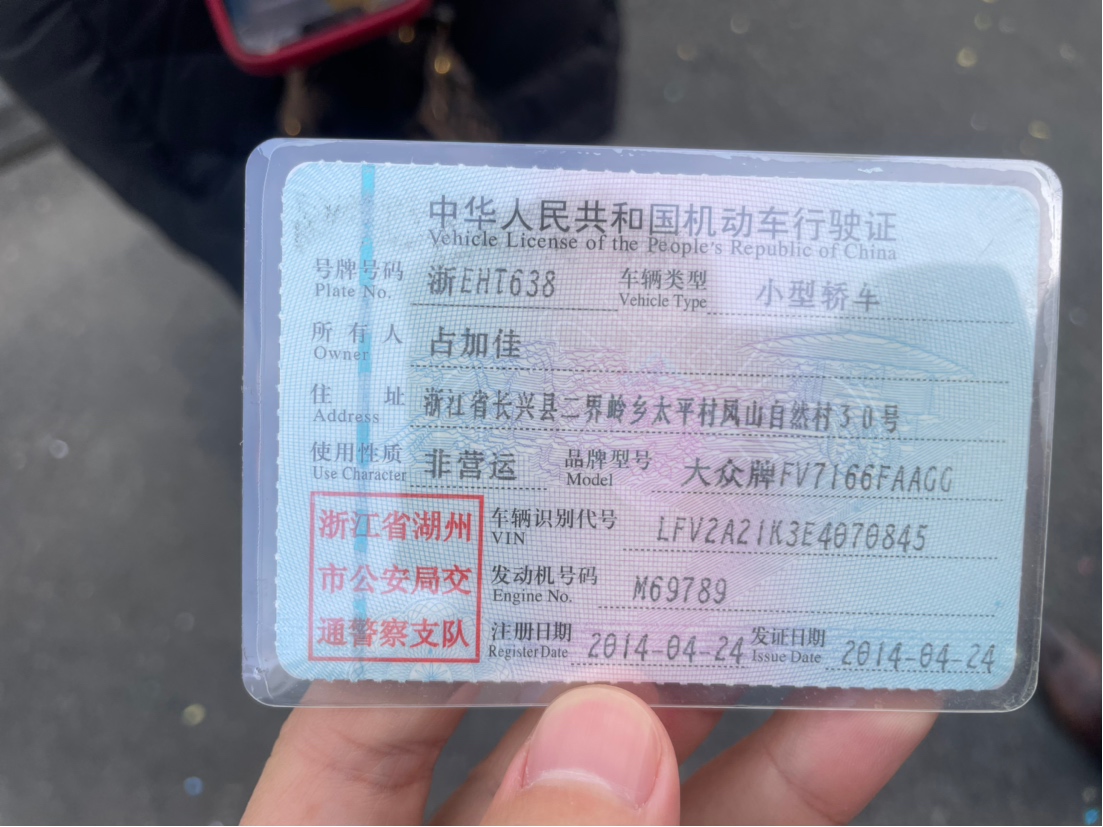 中华人民共和国机动车行驶证
Vehicle License of the People's Republic of China
号牌号码 浙EHT638 车辆类型 小型轿车
Plate No. Vehicle Type
所有人 占加佳
Owner
住址 浙江省长兴县二界岭乡太平村凤山自然村30号
Address
使用性质 非营运 品牌型号 大众牌FV7166FAAGG
Use Character Model
浙江省湖州
市公安局交
通警察支队
车辆识别代号 LFV2A21K3E4070845
VIN
发动机号码 M69789
Engine No.
注册日期 2014-04-24 发证日期 2014-04-24
Register Date Issue Date